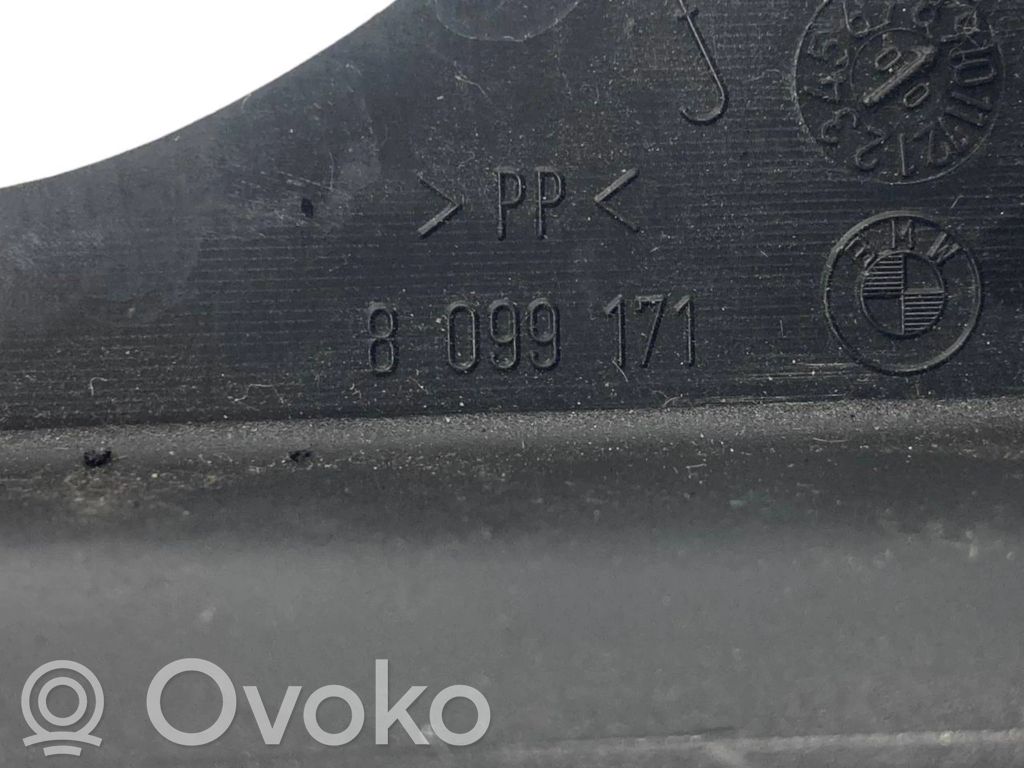 J
> PP <
BMW
8 099 171
Ovoko